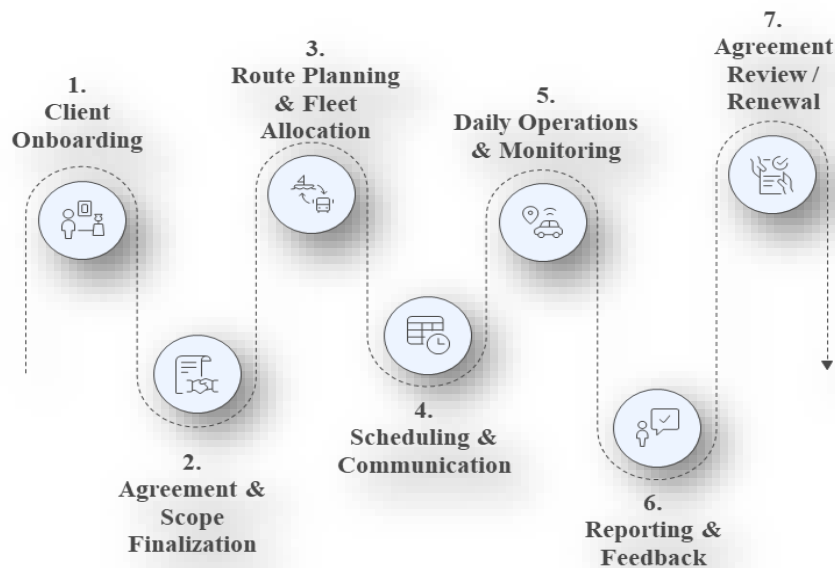 1.
Client
Onboarding
2.
Agreement &
Scope
Finalization
3.
Route Planning
& Fleet
Allocation
4.
Scheduling &
Communication
5.
Daily Operations
& Monitoring
6.
Reporting &
Feedback
7.
Agreement
Review /
Renewal